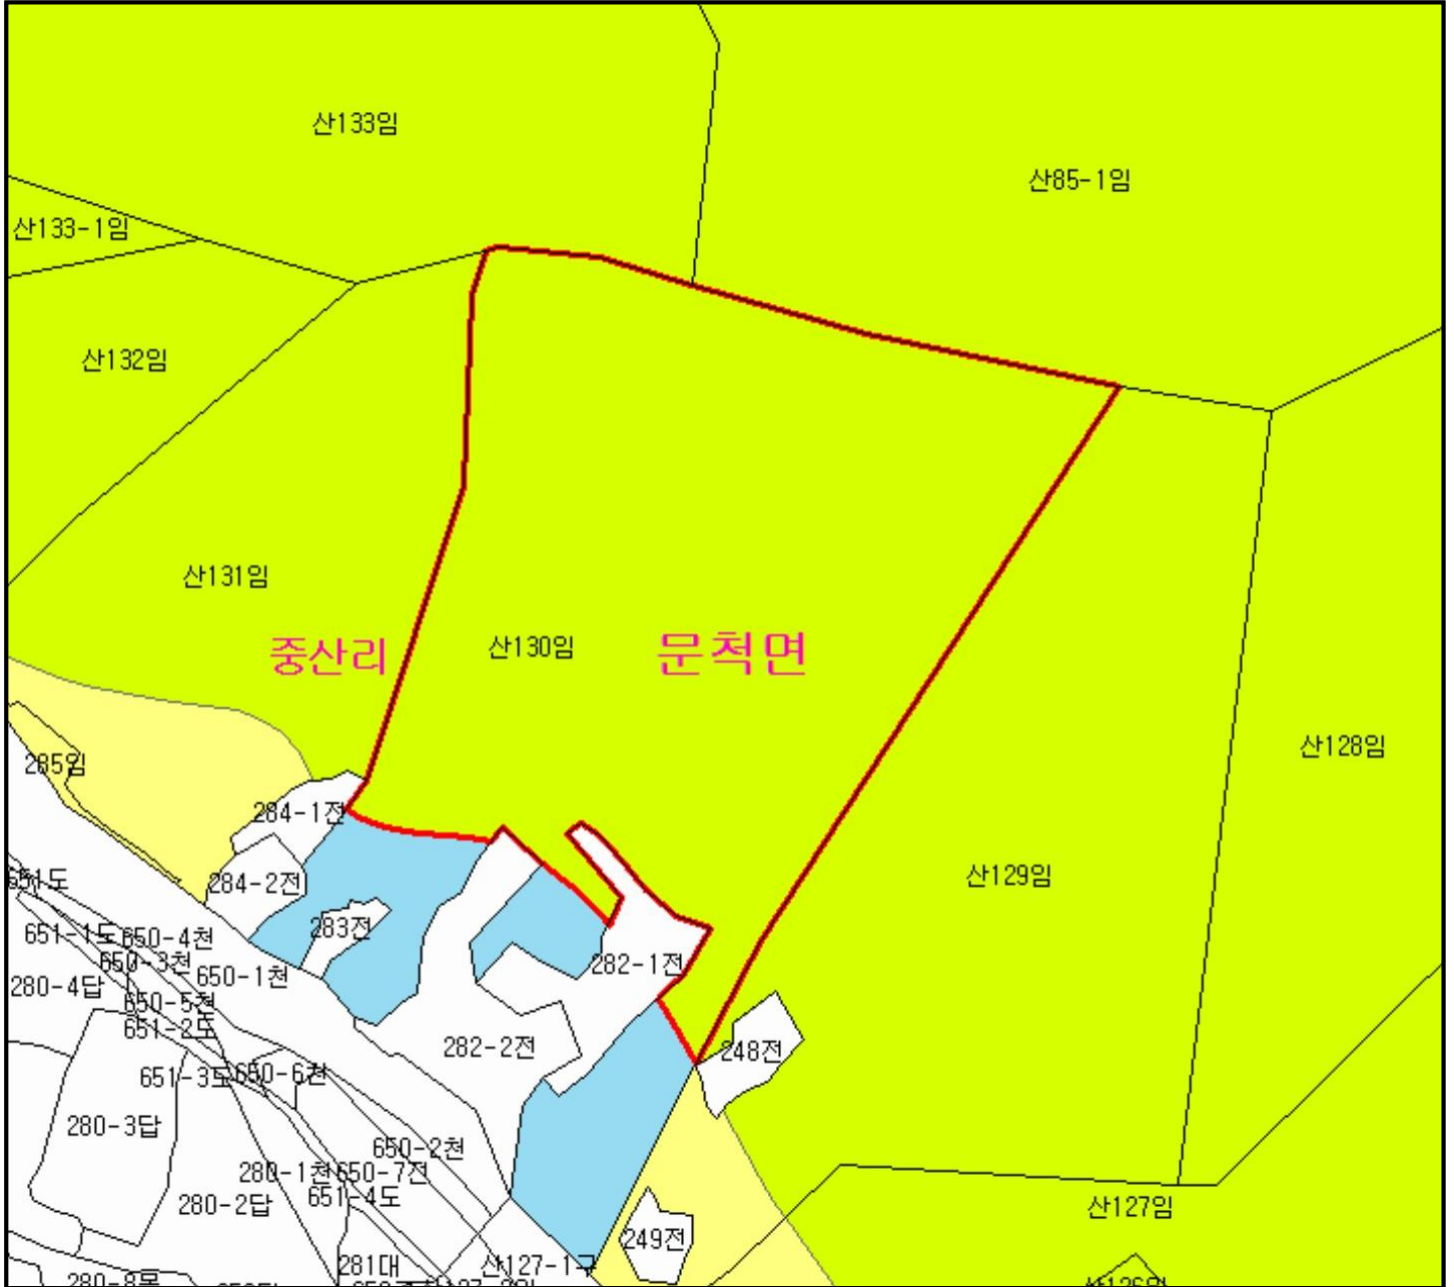 산133임
산85-1임
산133-1임
산132임
산131임
산130임
중산리
문척면
산128임
285임
284-1전
산129임
284-2전
651도
283전
651-1도
650-4천
650-3천
650-1천
282-1전
280-4답
650-5천
651-2도
282-2전
248전
651-3도
650-6천
280-3답
650-2천
280-1천
650-7전
651-4도
280-2답
산127임
249전
281대
산127-1구